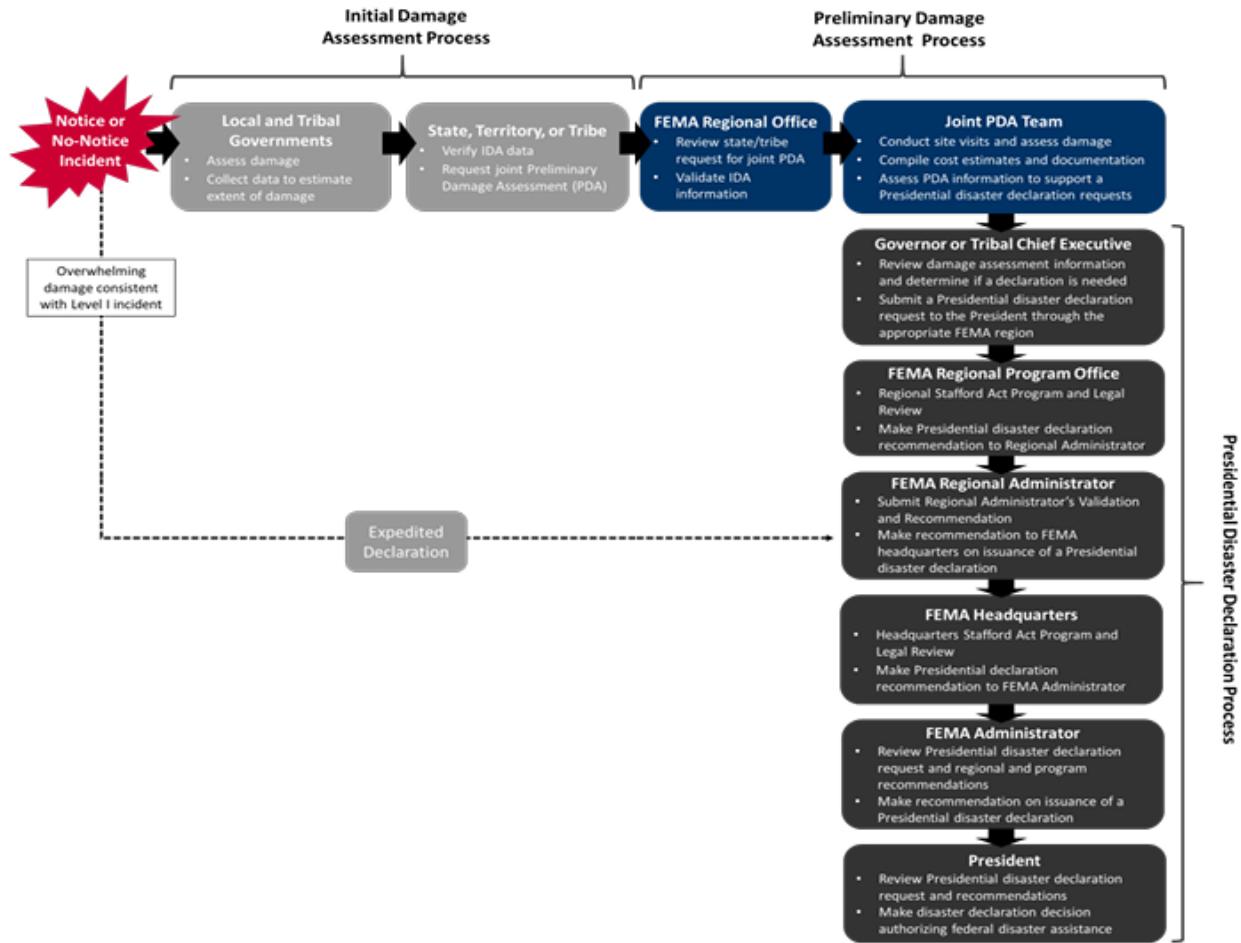 Initial Damage
Assessment Process
Preliminary Damage
Assessment Process
Notice or
No-Notice
Incident
Local and Tribal
Governments
• Assess damage
• Collect data to estimate
extent of damage
State, Territory, or Tribe
• Verify IDA data
• Request joint Preliminary
Damage Assessment (PDA)
FEMA Regional Office
• Review state/tribe
request for joint PDA
• Validate IDA
information
Joint PDA Team
• Conduct site visits and assess damage
• Compile cost estimates and documentation
• Assess PDA information to support a
Presidential disaster declaration requests
Overwhelming
damage consistent
with Level I incident
Expedited
Declaration
Governor or Tribal Chief Executive
• Review damage assessment information
and determine if a declaration is needed
• Submit a Presidential disaster declaration
request to the President through the
appropriate FEMA region
FEMA Regional Program Office
• Regional Stafford Act Program and Legal
Review
• Make Presidential disaster declaration
recommendation to Regional Administrator
FEMA Regional Administrator
• Submit Regional Administrator's Validation
and Recommendation
• Make recommendation to FEMA
headquarters on issuance of a Presidential
disaster declaration
FEMA Headquarters
• Headquarters Stafford Act Program and
Legal Review
• Make Presidential declaration
recommendation to FEMA Administrator
FEMA Administrator
• Review Presidential disaster declaration
request and regional and program
recommendations
• Make recommendation on issuance of a
Presidential disaster declaration
President
• Review Presidential disaster declaration
request and recommendations
• Make disaster declaration decision
authorizing federal disaster assistance
Presidential Disaster Declaration Process